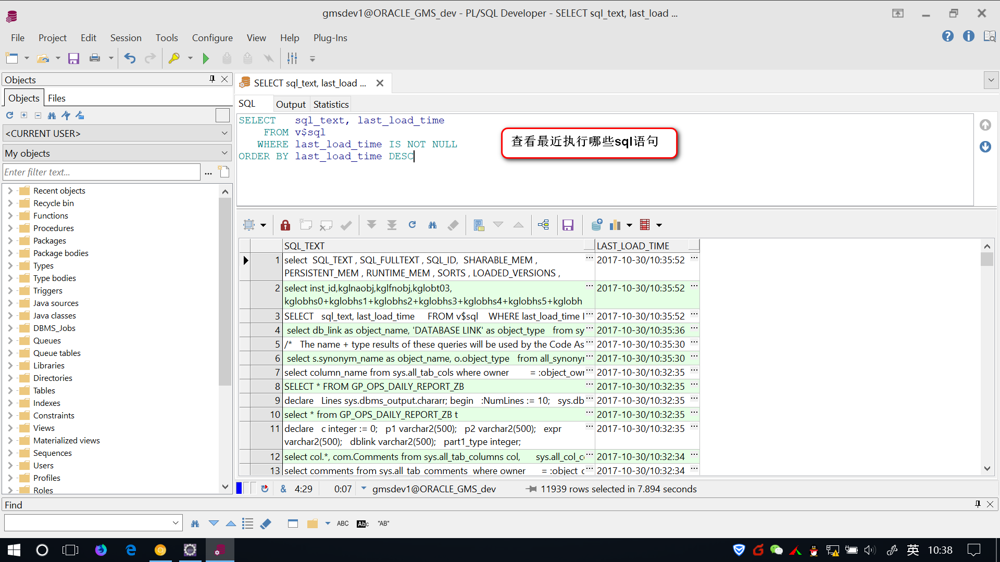 gmsdev1@ORACLE_GMS_dev - PL/SQL Developer - SELECT sql_text, last_load ...
File Project Edit Session Tools Configure View Help Plug-Ins
Objects
Objects Files
<CURRENT USER>
My objects
Enter filter text...
Recent objects
Recycle bin
Functions
Procedures
Packages
Package bodies
Types
Type bodies
Triggers
Java sources
Java classes
DBMS_Jobs
Queues
Queue tables
Libraries
Directories
Tables
Indexes
Constraints
Views
Materialized views
Sequences
Users
Profiles
Roles
SELECT sql_text, last_load ...
SQL Output Statistics
SELECT sql_text, last_load_time
FROM v$sql
WHERE last_load_time IS NOT NULL
ORDER BY last_load_time DESC
查看最近执行哪些sql语句
SQL_TEXT LAST_LOAD_TIME
1 select SQL_TEXT , SQL_FULLTEXT , SQL_ID, SHARABLE_MEM , ... 2017-10-30/10:35:52 ...
PERSISTENT_MEM , RUNTIME_MEM , SORTS , LOADED_VERSIONS ,
2 select inst_id,kglnaobj,kglfnobj,kglobt03, ... 2017-10-30/10:35:52 ...
kglobhs0+kglobhs1+kglobhs2+kglobhs3+kglobhs4+kglobhs5+kglobh
3 SELECT sql_text, last_load_time FROM v$sql WHERE last_load_time I ... 2017-10-30/10:35:52 ...
4 select db_link as object_name, 'DATABASE LINK' as object_type from sy ... 2017-10-30/10:35:36 ...
5 /* The name + type results of these queries will be used by the Code As ... 2017-10-30/10:35:30 ...
6 select s.synonym_name as object_name, o.object_type from all_synonyr ... 2017-10-30/10:35:30 ...
7 select column_name from sys.all_tab_cols where owner = :object_owr ... 2017-10-30/10:32:35 ...
8 SELECT * FROM GP_OPS_DAILY_REPORT_ZB ... 2017-10-30/10:32:35 ...
9 declare Lines sys.dbms_output.chararr; begin :NumLines := 10; sys.db ... 2017-10-30/10:32:35 ...
10 select * from GP_OPS_DAILY_REPORT_ZB t ... 2017-10-30/10:32:35 ...
11 declare c integer := 0; p1 varchar2(500); p2 varchar2(500); expr ... 2017-10-30/10:32:35 ...
varchar2(500); dblink varchar2(500); part1_type integer;
12 select col.*, com.Comments from sys.all_tab_columns col, sys.all_col_c ... 2017-10-30/10:32:34 ...
13 select comments from sys.all_tab_comments where owner = :object_c ... 2017-10-30/10:32:34 ...
& 4:29 0:07 gmsdev1@ORACLE_GMS_dev 11939 rows selected in 7.894 seconds
Find
ABC Abc "AB"
英 10:38